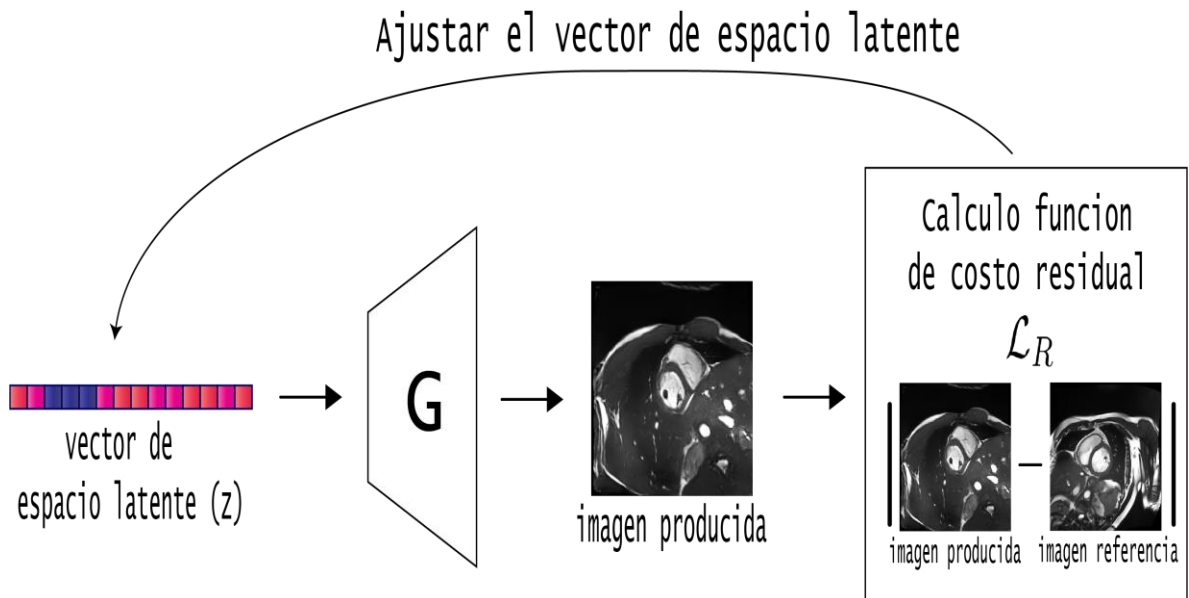 Ajustar el vector de espacio latente
Calculo funcion
de costo residual
ℒ_R
G
vector de
espacio latente (z)
imagen producida
imagen producida
imagen referencia